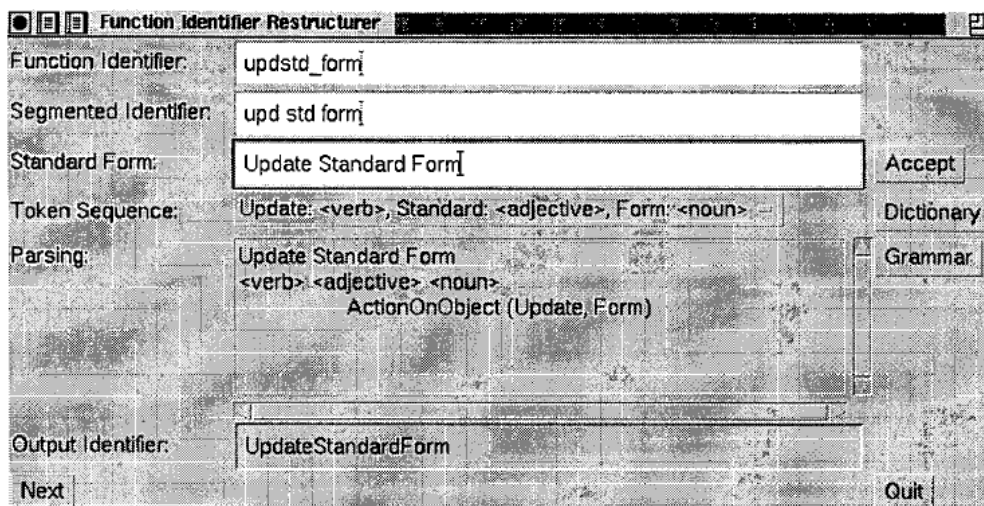 Function Identifier Restructurer
Function Identifier: updstd_form
Segmented Identifier: upd std form
Standard Form: Update Standard Form Accept
Token Sequence: Update: <verb>, Standard: <adjective>, Form: <noun> Dictionary
Parsing: Update Standard Form Grammar
<verb> <adjective> <noun>
ActionOnObject (Update, Form)
Output Identifier: UpdateStandardForm
Next Quit